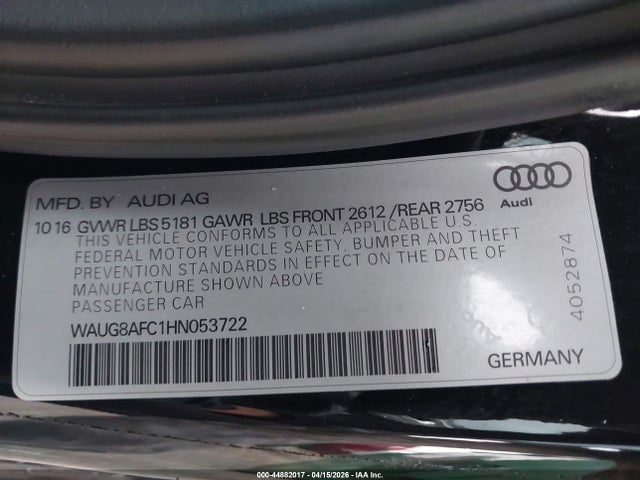 MFD. BY AUDI AG
Audi
10 16 GVWR LBS 5181 GAWR LBS FRONT 2612 /REAR 2756
THIS VEHICLE CONFORMS TO ALL APPLICABLE U.S.
FEDERAL MOTOR VEHICLE SAFETY, BUMPER AND THEFT
PREVENTION STANDARDS IN EFFECT ON THE DATE OF
MANUFACTURE SHOWN ABOVE
PASSENGER CAR
WAUG8AFC1HN053722
4052874
GERMANY
000-44882017 - 04/15/2026 - IAA Inc.